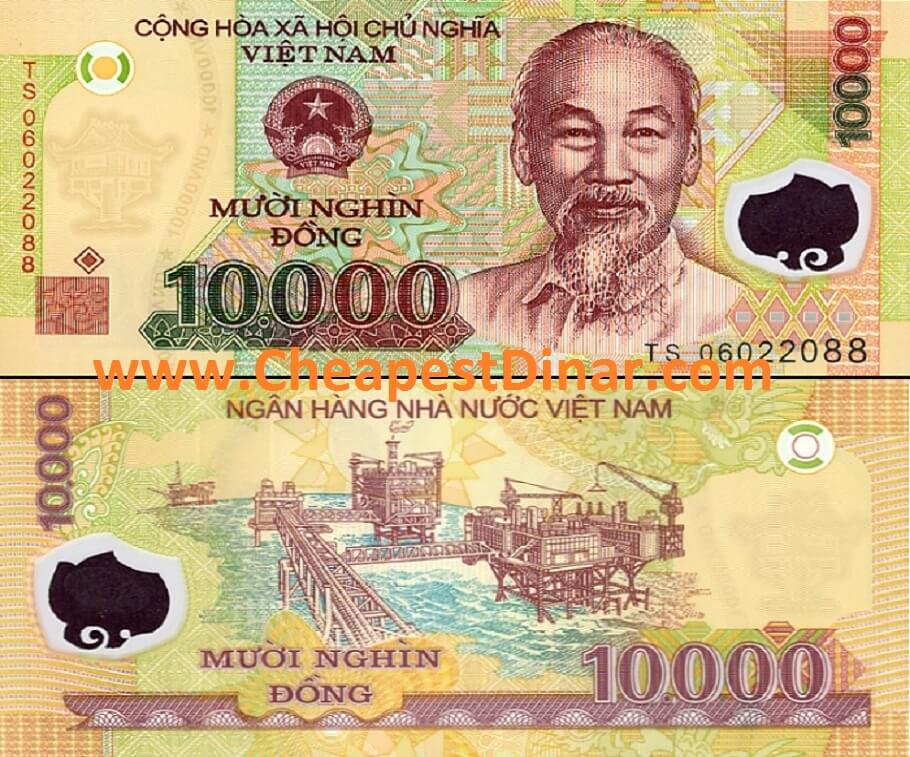 CỘNG HÒA XÃ HỘI CHỦ NGHĨA
VIỆT NAM
TS 06022088
10000
VIỆT NAM
MƯỜI NGHÌN
ĐỒNG
10.000
TS 06022088
www.CheapestDinar.com
NGÂN HÀNG NHÀ NƯỚC VIỆT NAM
10.000
MƯỜI NGHÌN
ĐỒNG
10.000